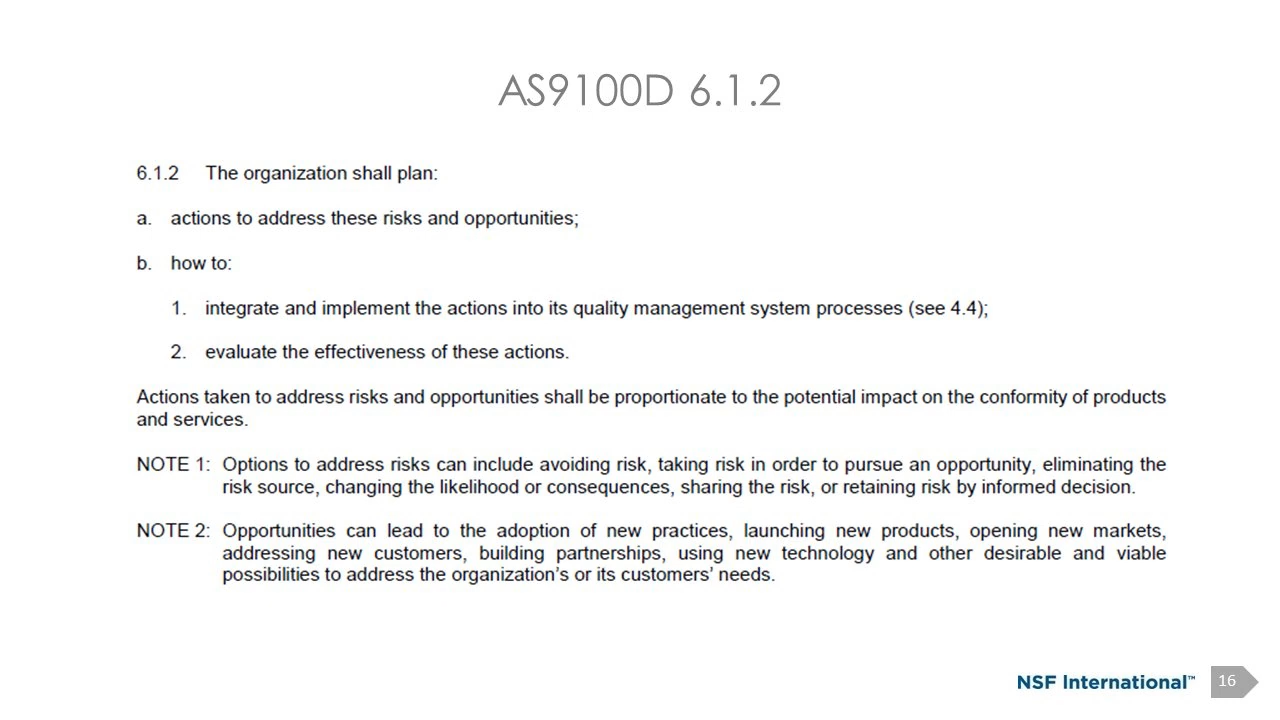 AS9100D 6.1.2
6.1.2 The organization shall plan:
a. actions to address these risks and opportunities;
b. how to:
1. integrate and implement the actions into its quality management system processes (see 4.4);
2. evaluate the effectiveness of these actions.
Actions taken to address risks and opportunities shall be proportionate to the potential impact on the conformity of products
and services.
NOTE 1: Options to address risks can include avoiding risk, taking risk in order to pursue an opportunity, eliminating the
risk source, changing the likelihood or consequences, sharing the risk, or retaining risk by informed decision.
NOTE 2: Opportunities can lead to the adoption of new practices, launching new products, opening new markets,
addressing new customers, building partnerships, using new technology and other desirable and viable
possibilities to address the organization's or its customers' needs.
NSF International™ 16